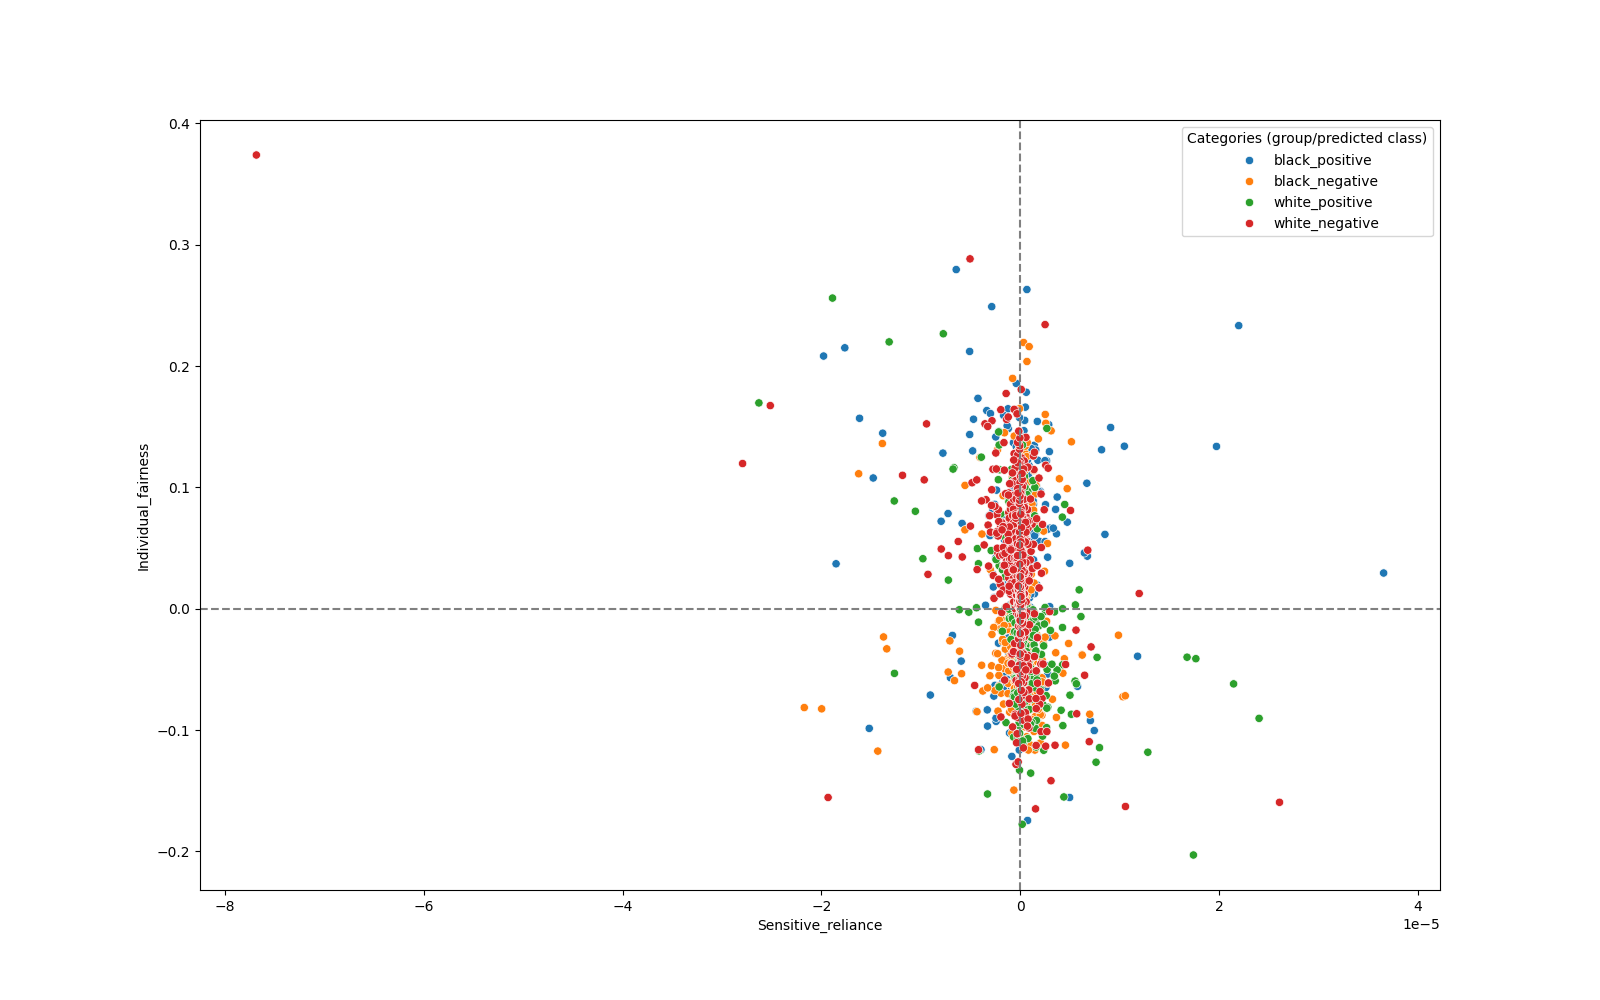 0.4
0.3
0.2
0.1
0.0
−0.1
−0.2
Individual_fairness
Categories (group/predicted class)
black_positive
black_negative
white_positive
white_negative
−8
−6
−4
−2
0
2
4
1e−5
Sensitive_reliance